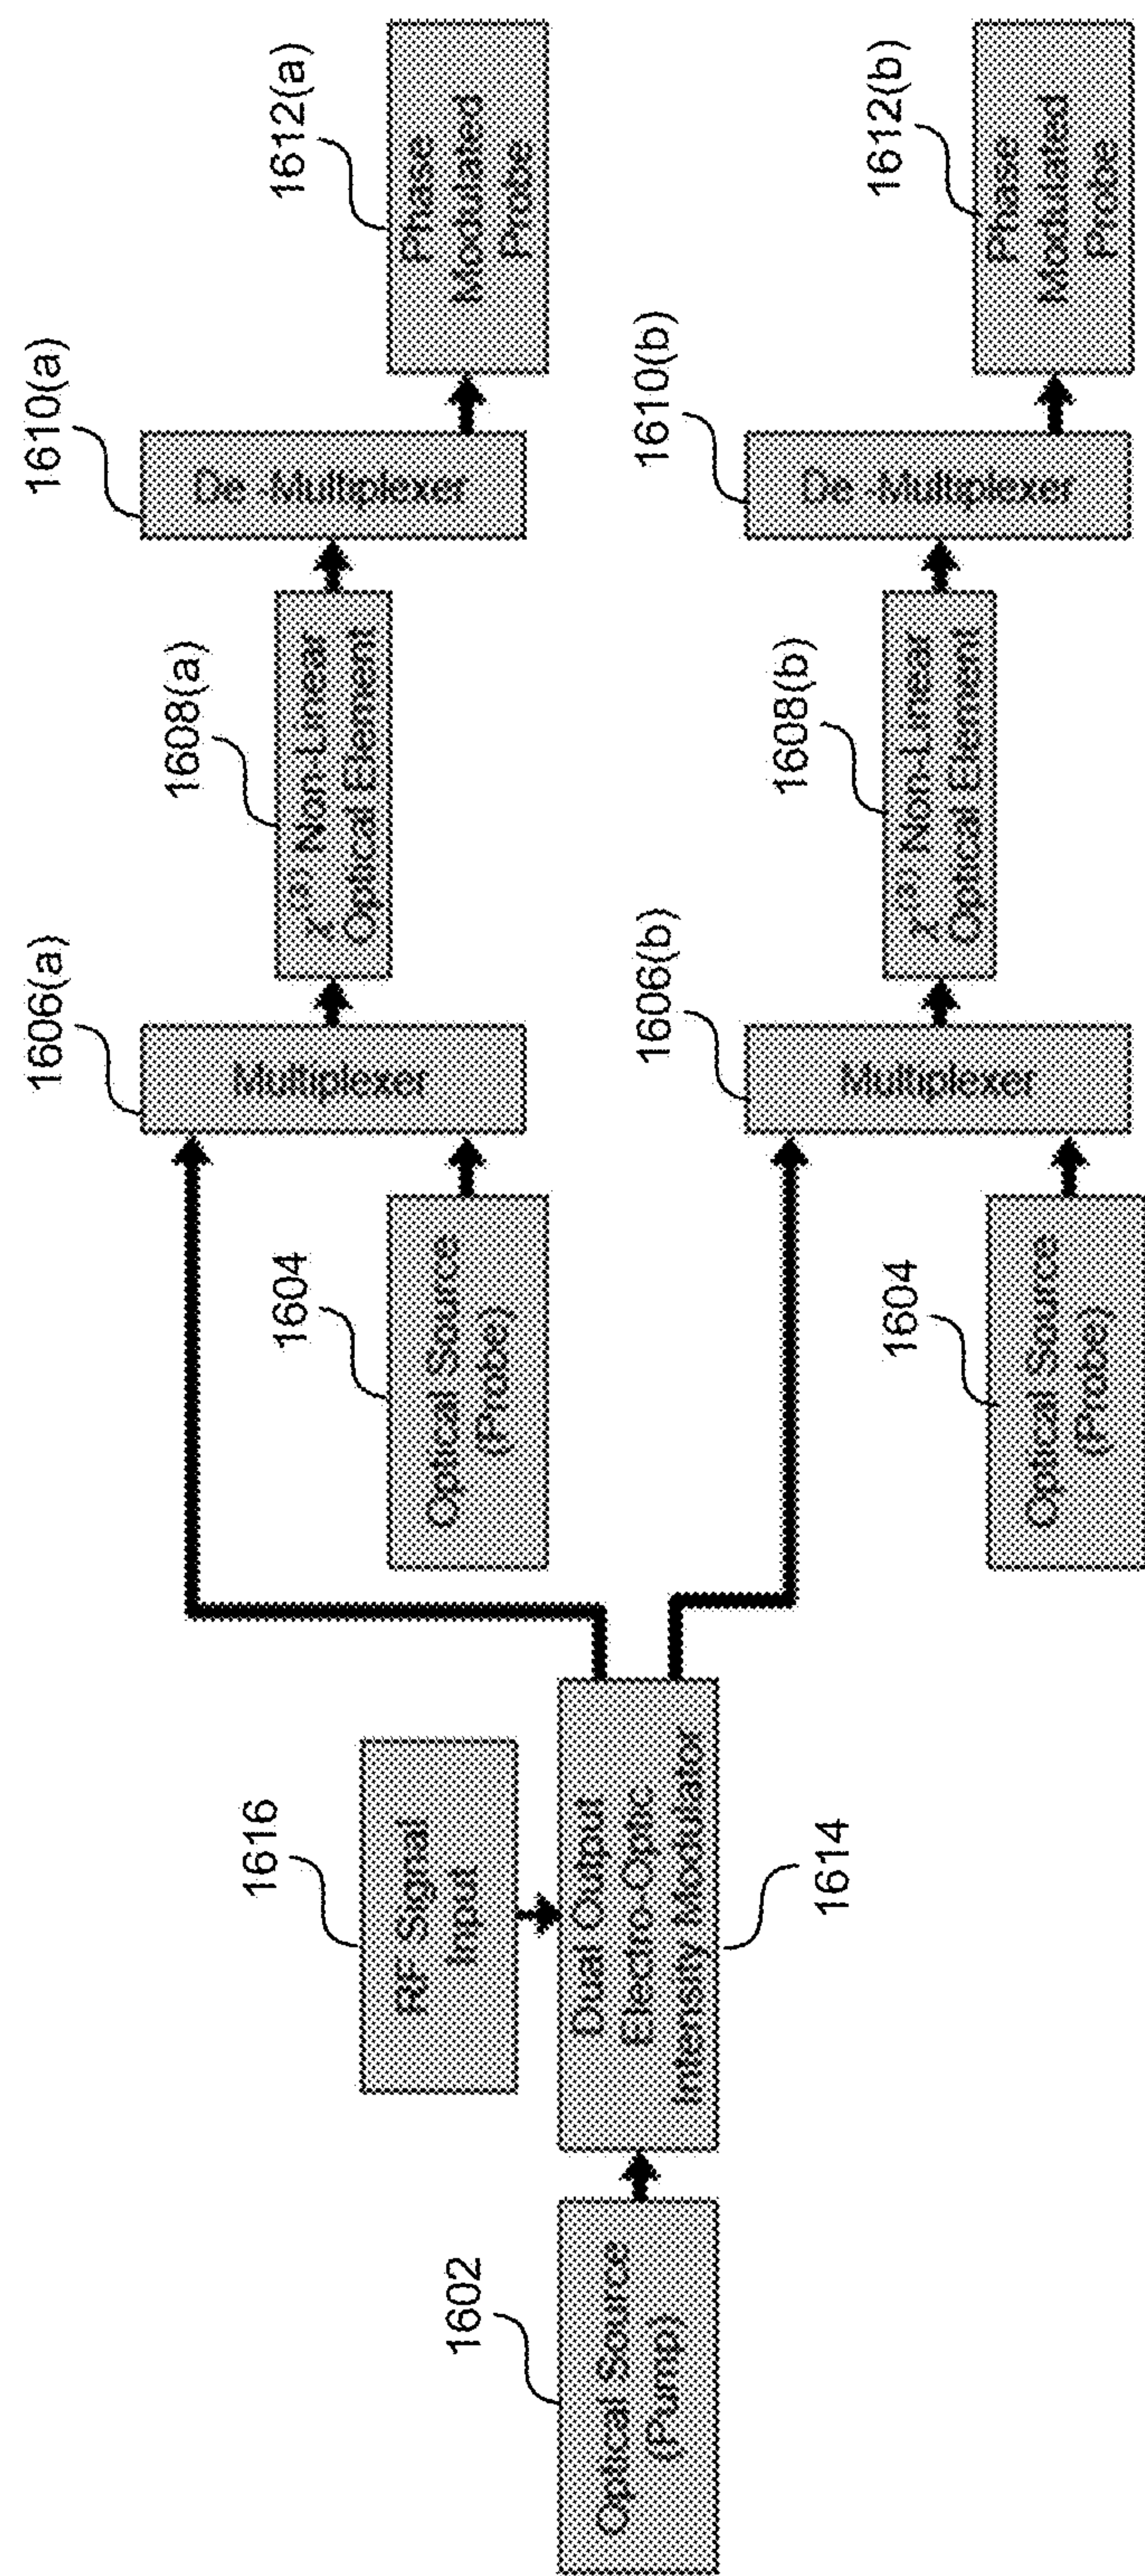 1612(a)
Phase
Modulated
Probe
1610(a)
De -Multiplexer
1608(a)
Non-Linear
Optical Element
1606(a)
Multiplexer
1604
Optical Source
(Probe)
1616
RF Signal
Input
1602
Optical Source
(Pump)
Dual Output
Electro-Optic
Intensity Modulator
1614
1612(b)
Phase
Modulated
Probe
1610(b)
De -Multiplexer
1608(b)
Non-Linear
Optical Element
1606(b)
Multiplexer
1604
Optical Source
(Probe)